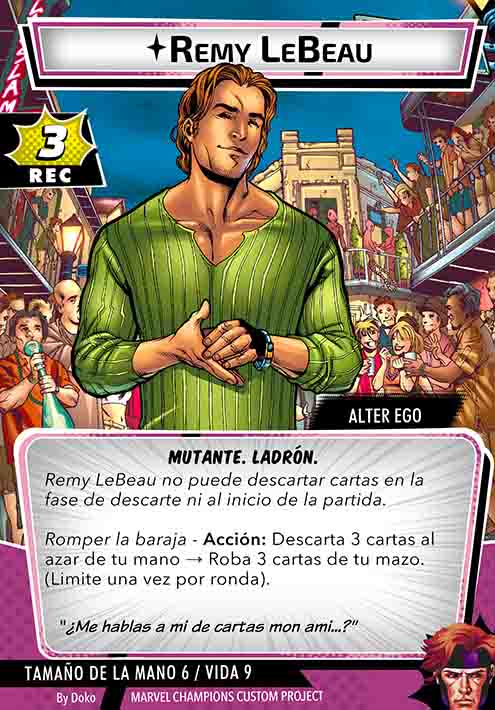 REMY LEBEAU
3
REC
ALTER EGO
MUTANTE. LADRÓN.
Remy LeBeau no puede descartar cartas en la
fase de descarte ni al inicio de la partida.
Romper la baraja - Acción: Descarta 3 cartas al
azar de tu mano → Roba 3 cartas de tu mazo.
(Limite una vez por ronda).
"¿Me hablas a mi de cartas mon ami...?"
TAMAÑO DE LA MANO 6 / VIDA 9
By Doko MARVEL CHAMPIONS CUSTOM PROJECT